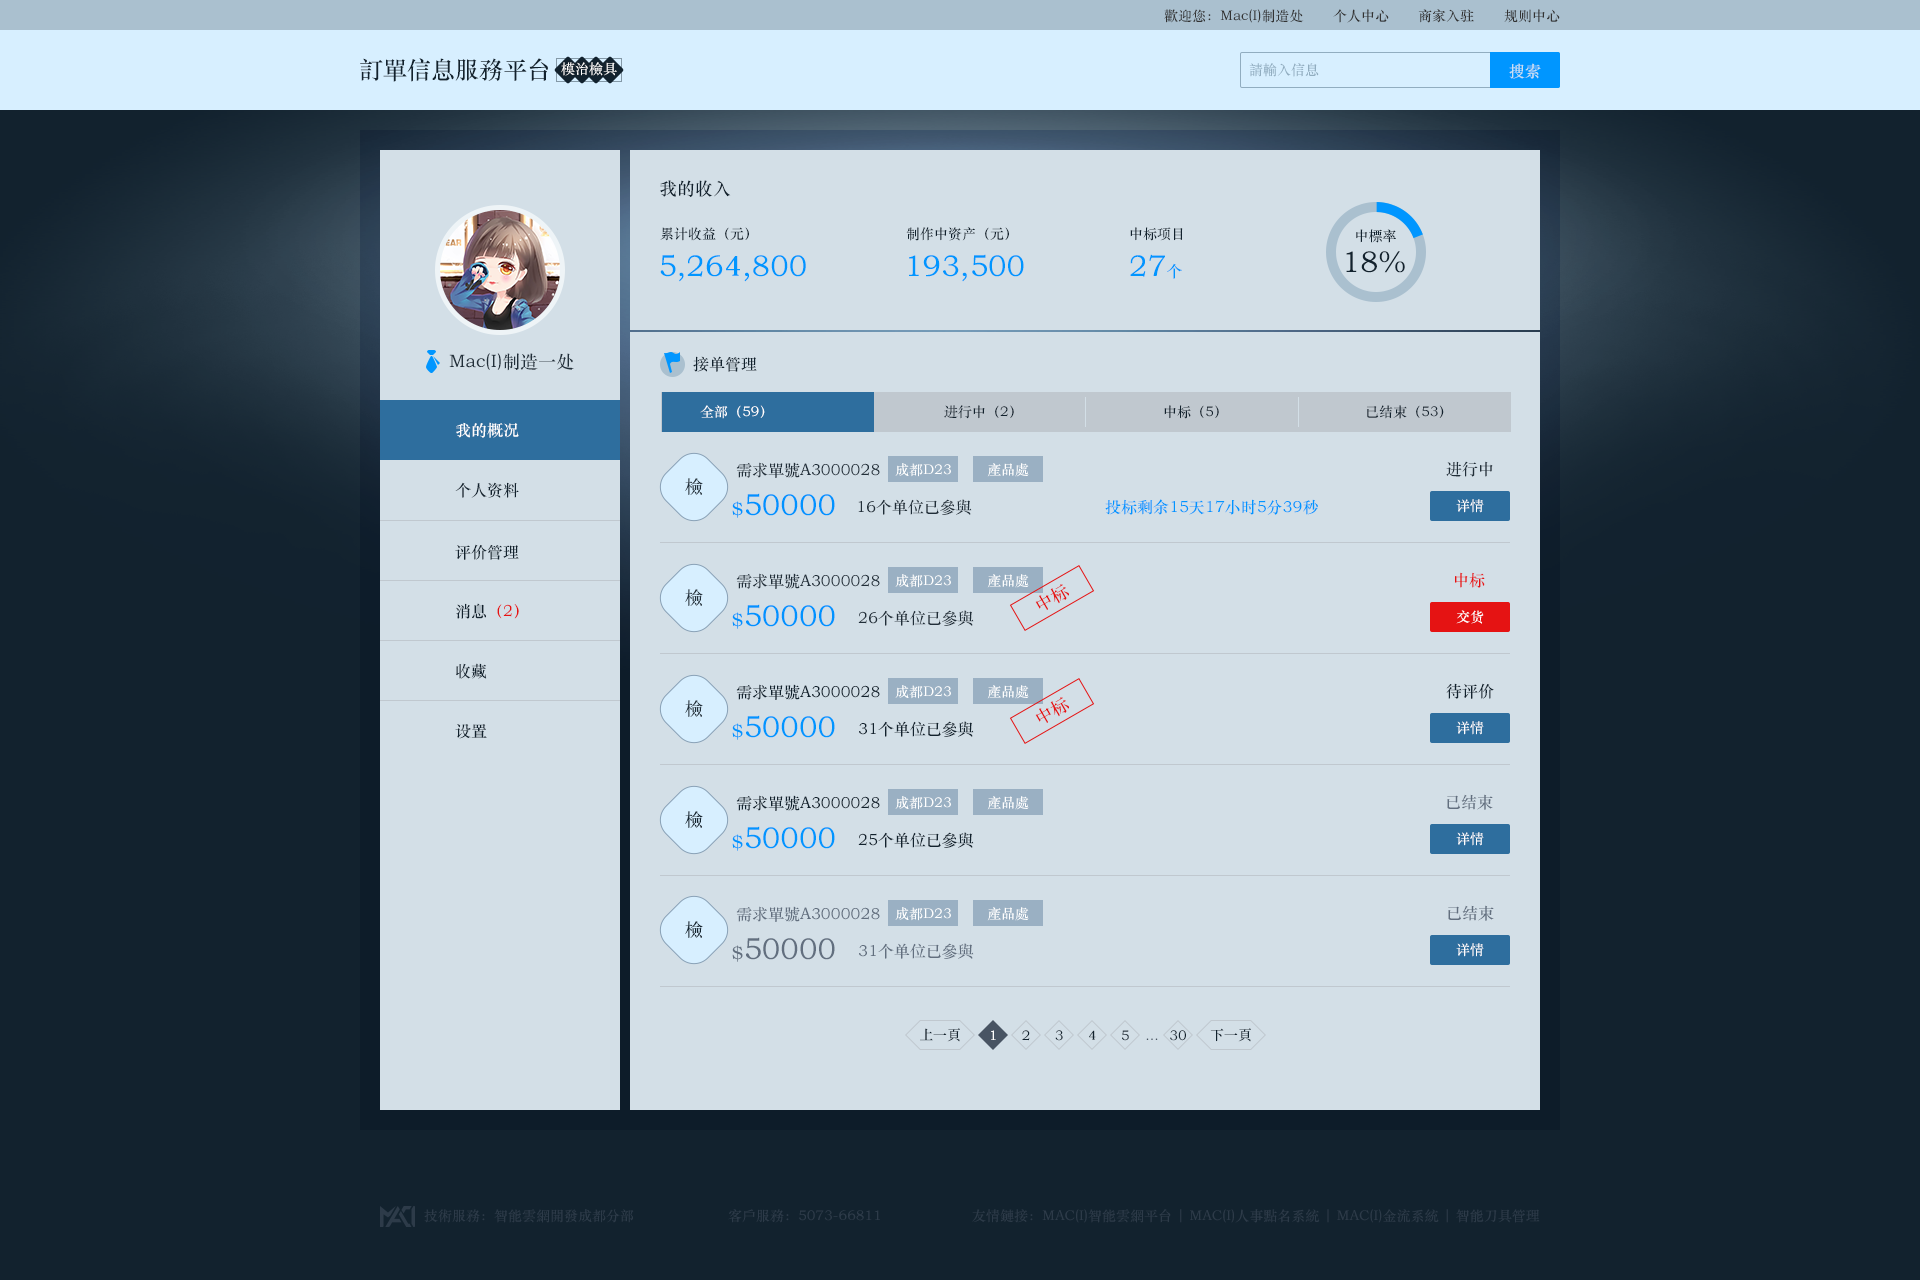 歡迎您：Mac(I)制造处 个人中心 商家入驻 规则中心
訂單信息服務平台 模治檢具
請輸入信息 搜索
EAR
Mac(I)制造一处
我的概况
个人资料
评价管理
消息（2）
收藏
设置
我的收入
累计收益（元） 制作中资产（元） 中标项目
5,264,800 193,500 27个
中標率
18%
接单管理
全部（59） 进行中（2） 中标（5） 已结束（53）
檢
需求單號A3000028 成都D23 產品處 进行中
$50000 16个单位已參與 投标剩余15天17小时5分39秒 详情
檢
需求單號A3000028 成都D23 產品處 中标
$50000 26个单位已參與 中标 交货
檢
需求單號A3000028 成都D23 產品處 待评价
$50000 31个单位已參與 中标 详情
檢
需求單號A3000028 成都D23 產品處 已结束
$50000 25个单位已參與 详情
檢
需求單號A3000028 成都D23 產品處 已结束
$50000 31个单位已參與 详情
上一頁 1 2 3 4 5 ... 30 下一頁
MACI 技術服務：智能雲網開發成都分部 客戶服務：5073-66811 友情鏈接：MAC(I)智能雲網平台 | MAC(I)人事點名系統 | MAC(I)金流系統 | 智能刀具管理